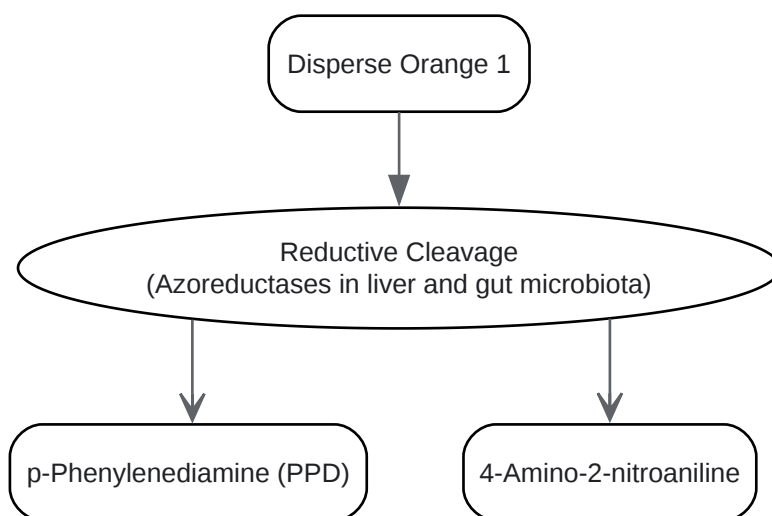 Disperse Orange 1
Reductive Cleavage
(Azoreductases in liver and gut microbiota)
p-Phenylenediamine (PPD)
4-Amino-2-nitroaniline